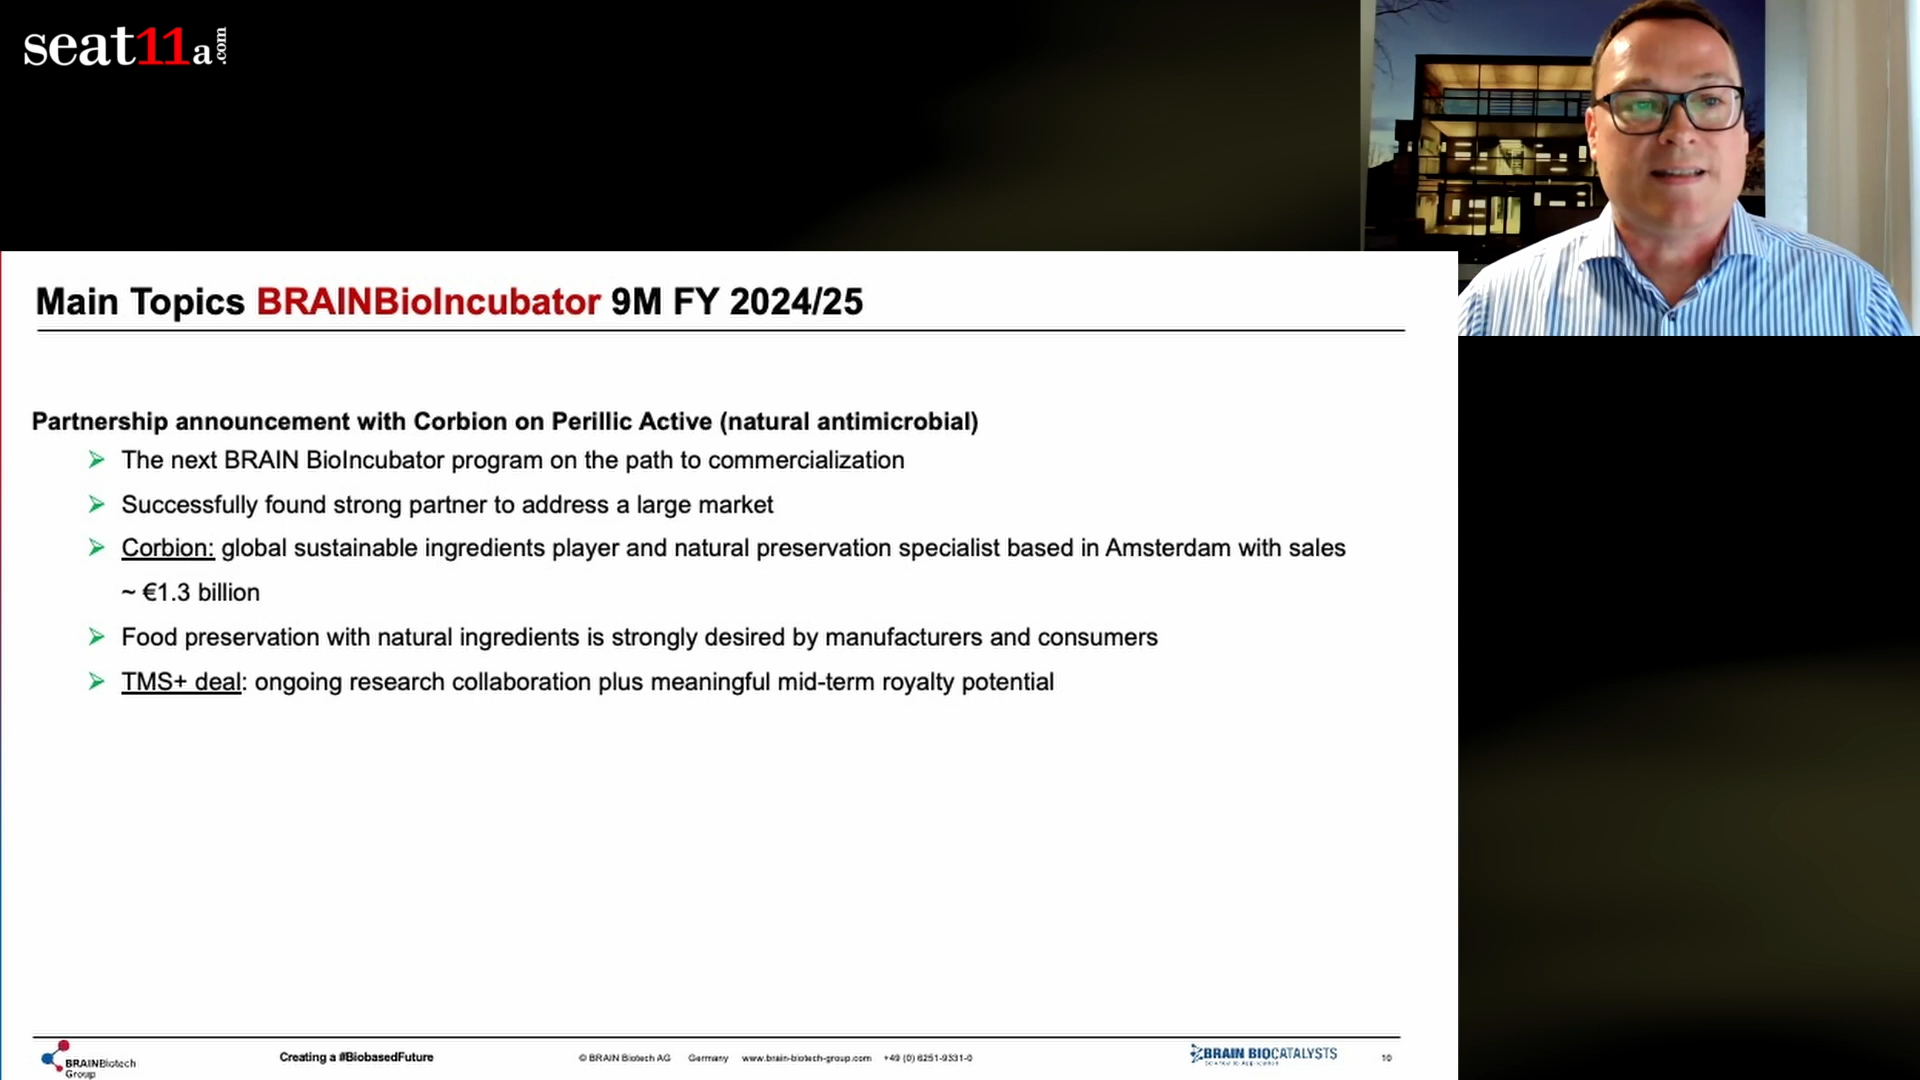 seat11a.com
Main Topics BRAINBioIncubator 9M FY 2024/25
Partnership announcement with Corbion on Perillic Active (natural antimicrobial)
The next BRAIN BioIncubator program on the path to commercialization
Successfully found strong partner to address a large market
Corbion: global sustainable ingredients player and natural preservation specialist based in Amsterdam with sales
~ €1.3 billion
Food preservation with natural ingredients is strongly desired by manufacturers and consumers
TMS+ deal: ongoing research collaboration plus meaningful mid-term royalty potential
BRAINBiotech
Group
Creating a #BiobasedFuture
© BRAIN Biotech AG Germany www.brain-biotech-group.com +49 (0) 6251-9331-0
BRAIN BIOCATALYSTS
10